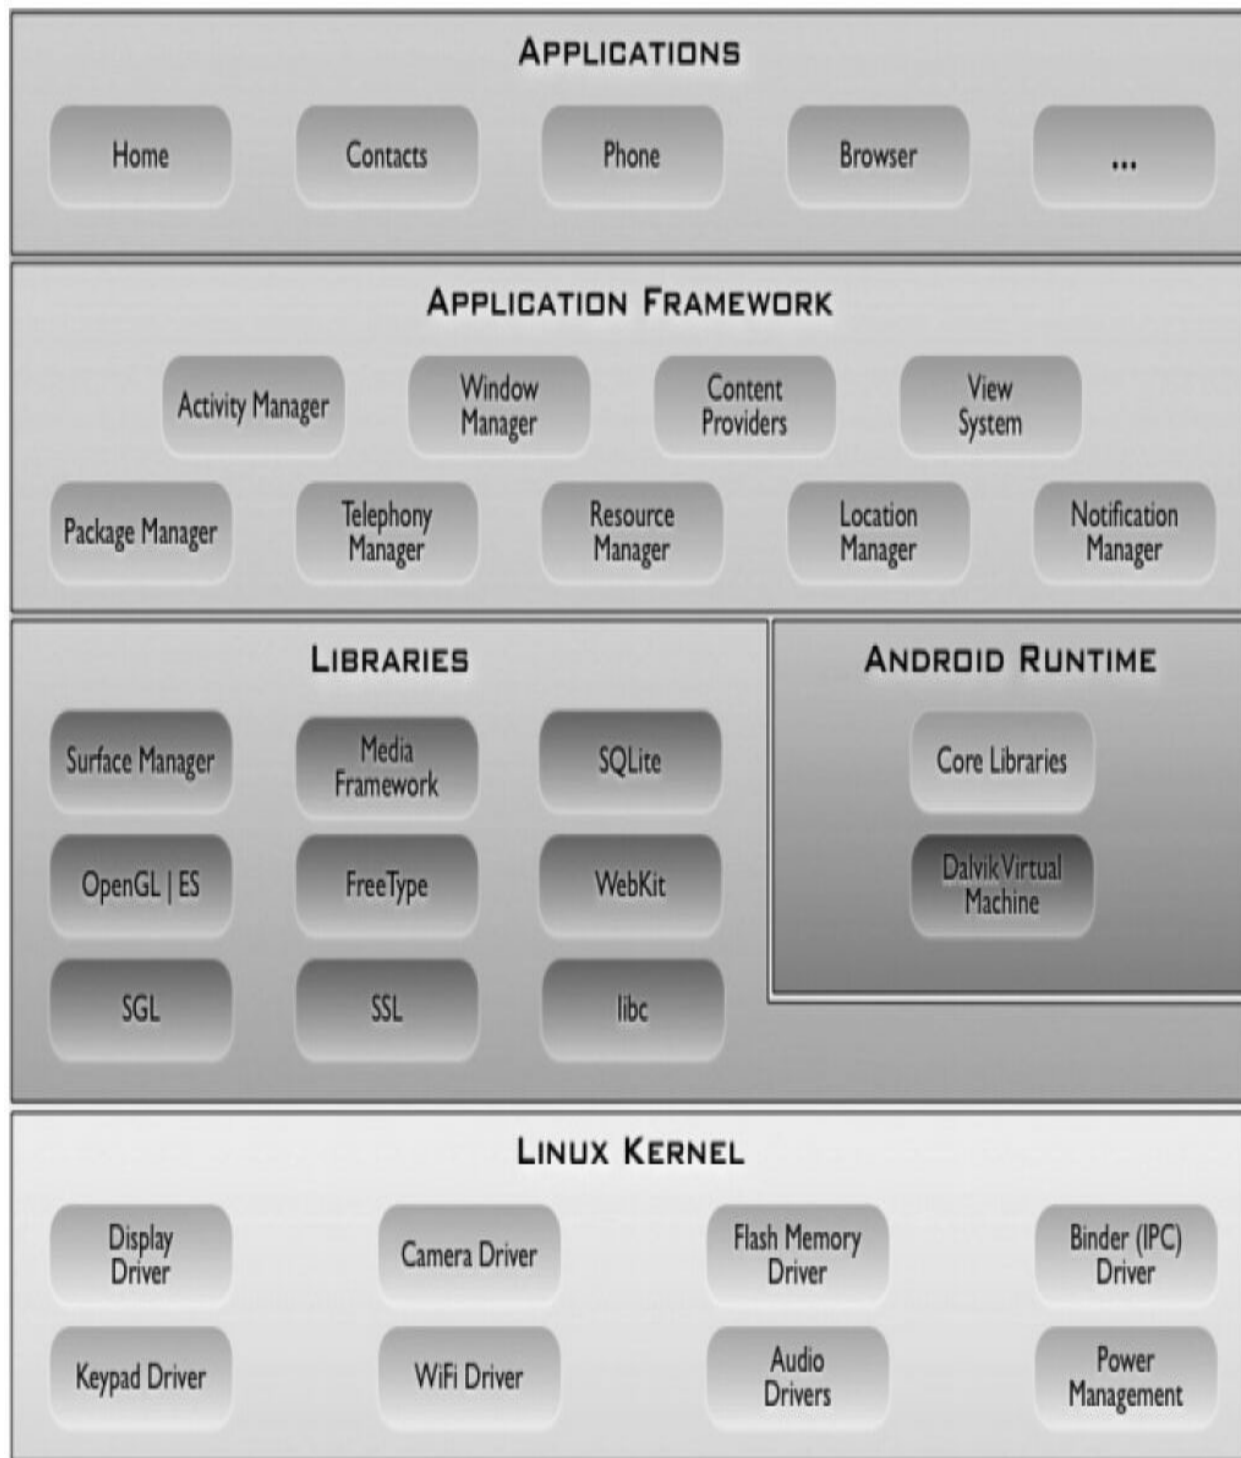 APPLICATIONS
Home
Contacts
Phone
Browser
...
APPLICATION FRAMEWORK
Activity Manager
Window
Manager
Content
Providers
View
System
Package Manager
Telephony
Manager
Resource
Manager
Location
Manager
Notification
Manager
LIBRARIES
Surface Manager
Media
Framework
SQLite
OpenGL | ES
FreeType
WebKit
SGL
SSL
libc
ANDROID RUNTIME
Core Libraries
Dalvik Virtual
Machine
LINUX KERNEL
Display
Driver
Camera Driver
Flash Memory
Driver
Binder (IPC)
Driver
Keypad Driver
WiFi Driver
Audio
Drivers
Power
Management